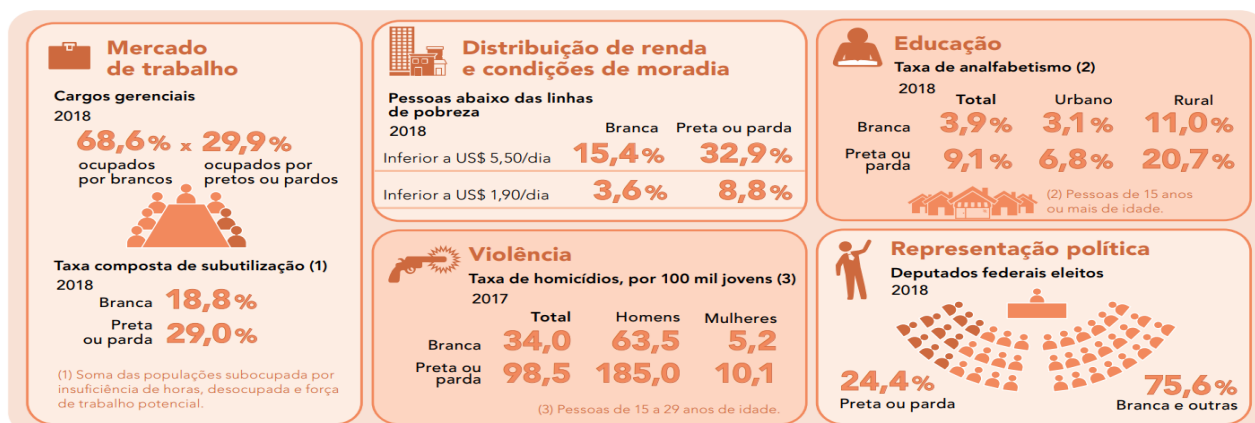 Mercado
de trabalho
Cargos gerenciais
2018
68,6% x 29,9%
ocupados ocupados por
por brancos pretos ou pardos
Taxa composta de subutilização (1)
2018
Branca 18,8%
Preta
ou parda 29,0%
(1) Soma das populações subocupada por
insuficiência de horas, desocupada e força
de trabalho potencial.
Distribuição de renda
e condições de moradia
Pessoas abaixo das linhas
de pobreza
2018 Branca Preta ou parda
Inferior a US$ 5,50/dia 15,4% 32,9%
Inferior a US$ 1,90/dia 3,6% 8,8%
Violência
Taxa de homicídios, por 100 mil jovens (3)
2017
Total Homens Mulheres
Branca 34,0 63,5 5,2
Preta ou
parda 98,5 185,0 10,1
(3) Pessoas de 15 a 29 anos de idade.
Educação
Taxa de analfabetismo (2)
2018
Total Urbano Rural
Branca 3,9% 3,1% 11,0%
Preta ou
parda 9,1% 6,8% 20,7%
(2) Pessoas de 15 anos
ou mais de idade.
Representação política
Deputados federais eleitos
2018
24,4% 75,6%
Preta ou parda Branca e outras